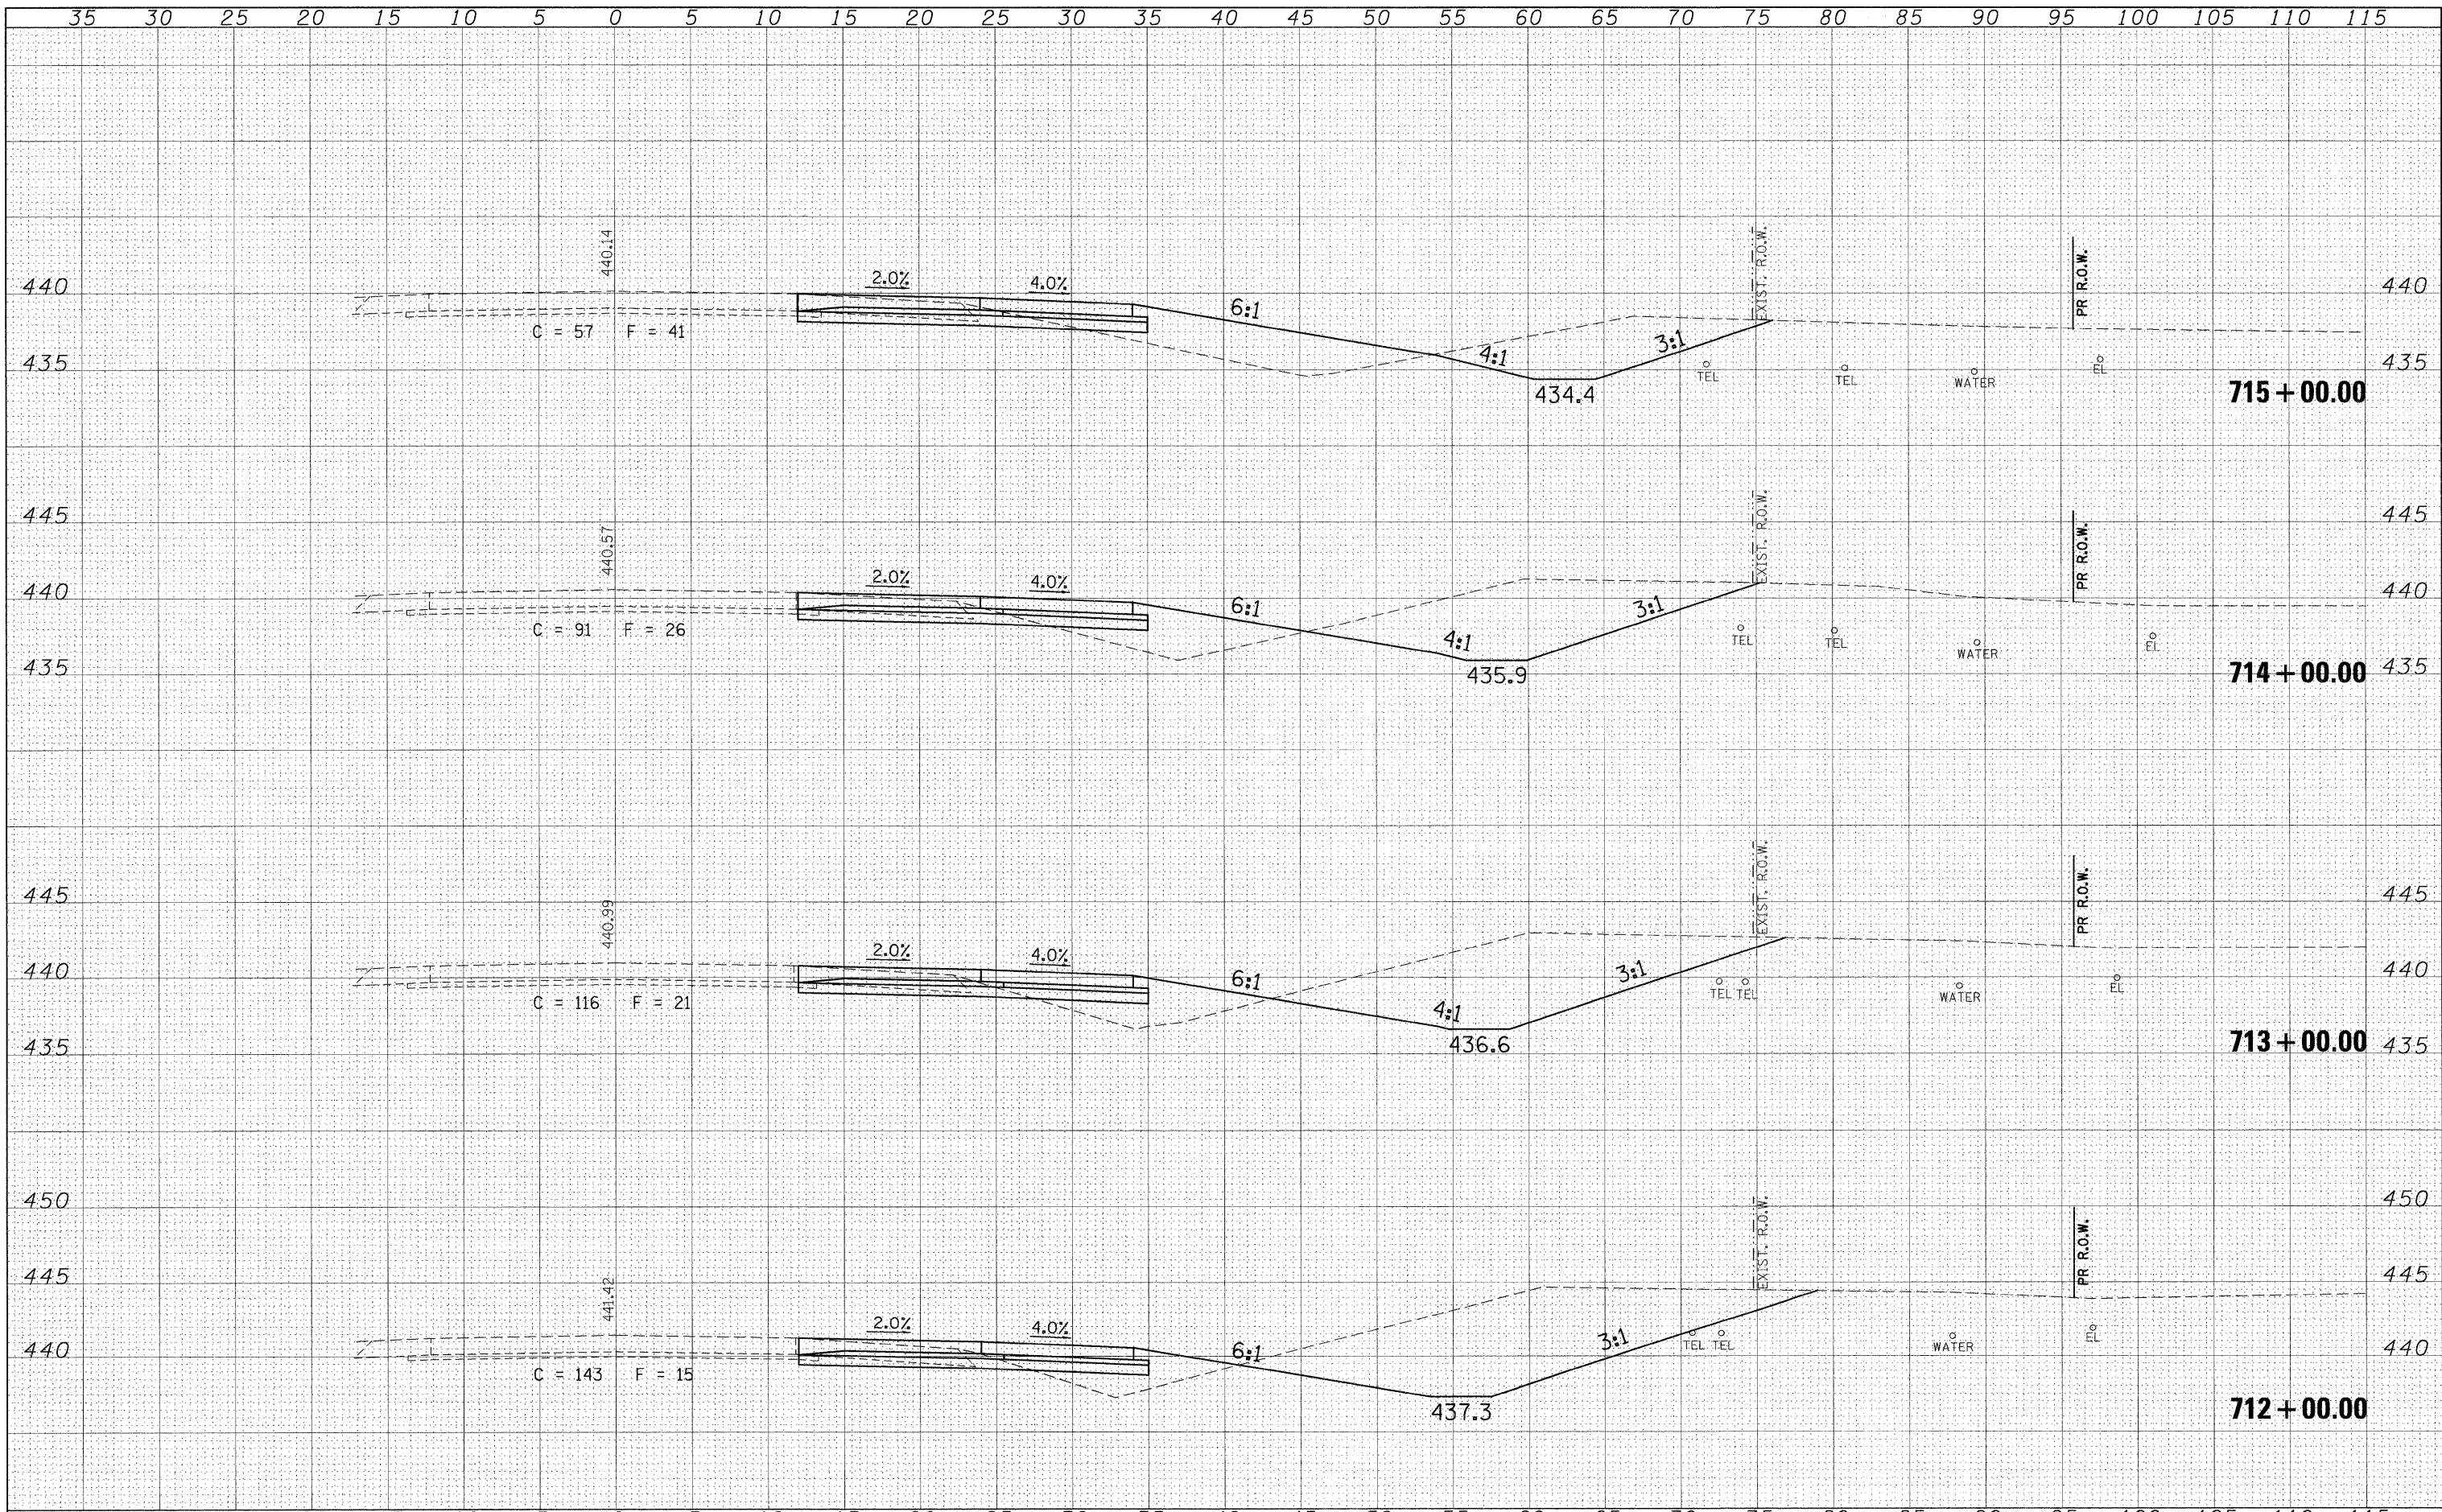 35 30 25 20 15 10 5 0 5 10 15 20 25 30 35 40 45 50 55 60 65 70 75 80 85 90 95 100 105 110 115
440.14
EXIST. R.O.W.
PR R.O.W.
440 2.0% 4.0% 6:1 440
C = 57 F = 41
4:1 3:1
435 TEL TEL WATER EL 435
434.4
715+00.00
445 445
440.57
EXIST. R.O.W.
PR R.O.W.
440 2.0% 4.0% 6:1 3:1 440
C = 91 F = 26
4:1 TEL TEL WATER EL
435 435.9 714+00.00 435
445 445
440.99
EXIST. R.O.W.
PR R.O.W.
440 2.0% 4.0% 6:1 3:1 440
C = 116 F = 21
TEL TEL WATER EL
4:1
435 436.6 713+00.00 435
450 450
EXIST. R.O.W.
PR R.O.W.
445 445
441.42
2.0% 4.0%
440 6:1 3:1 TEL TEL WATER EL 440
C = 143 F = 15
437.3
712+00.00